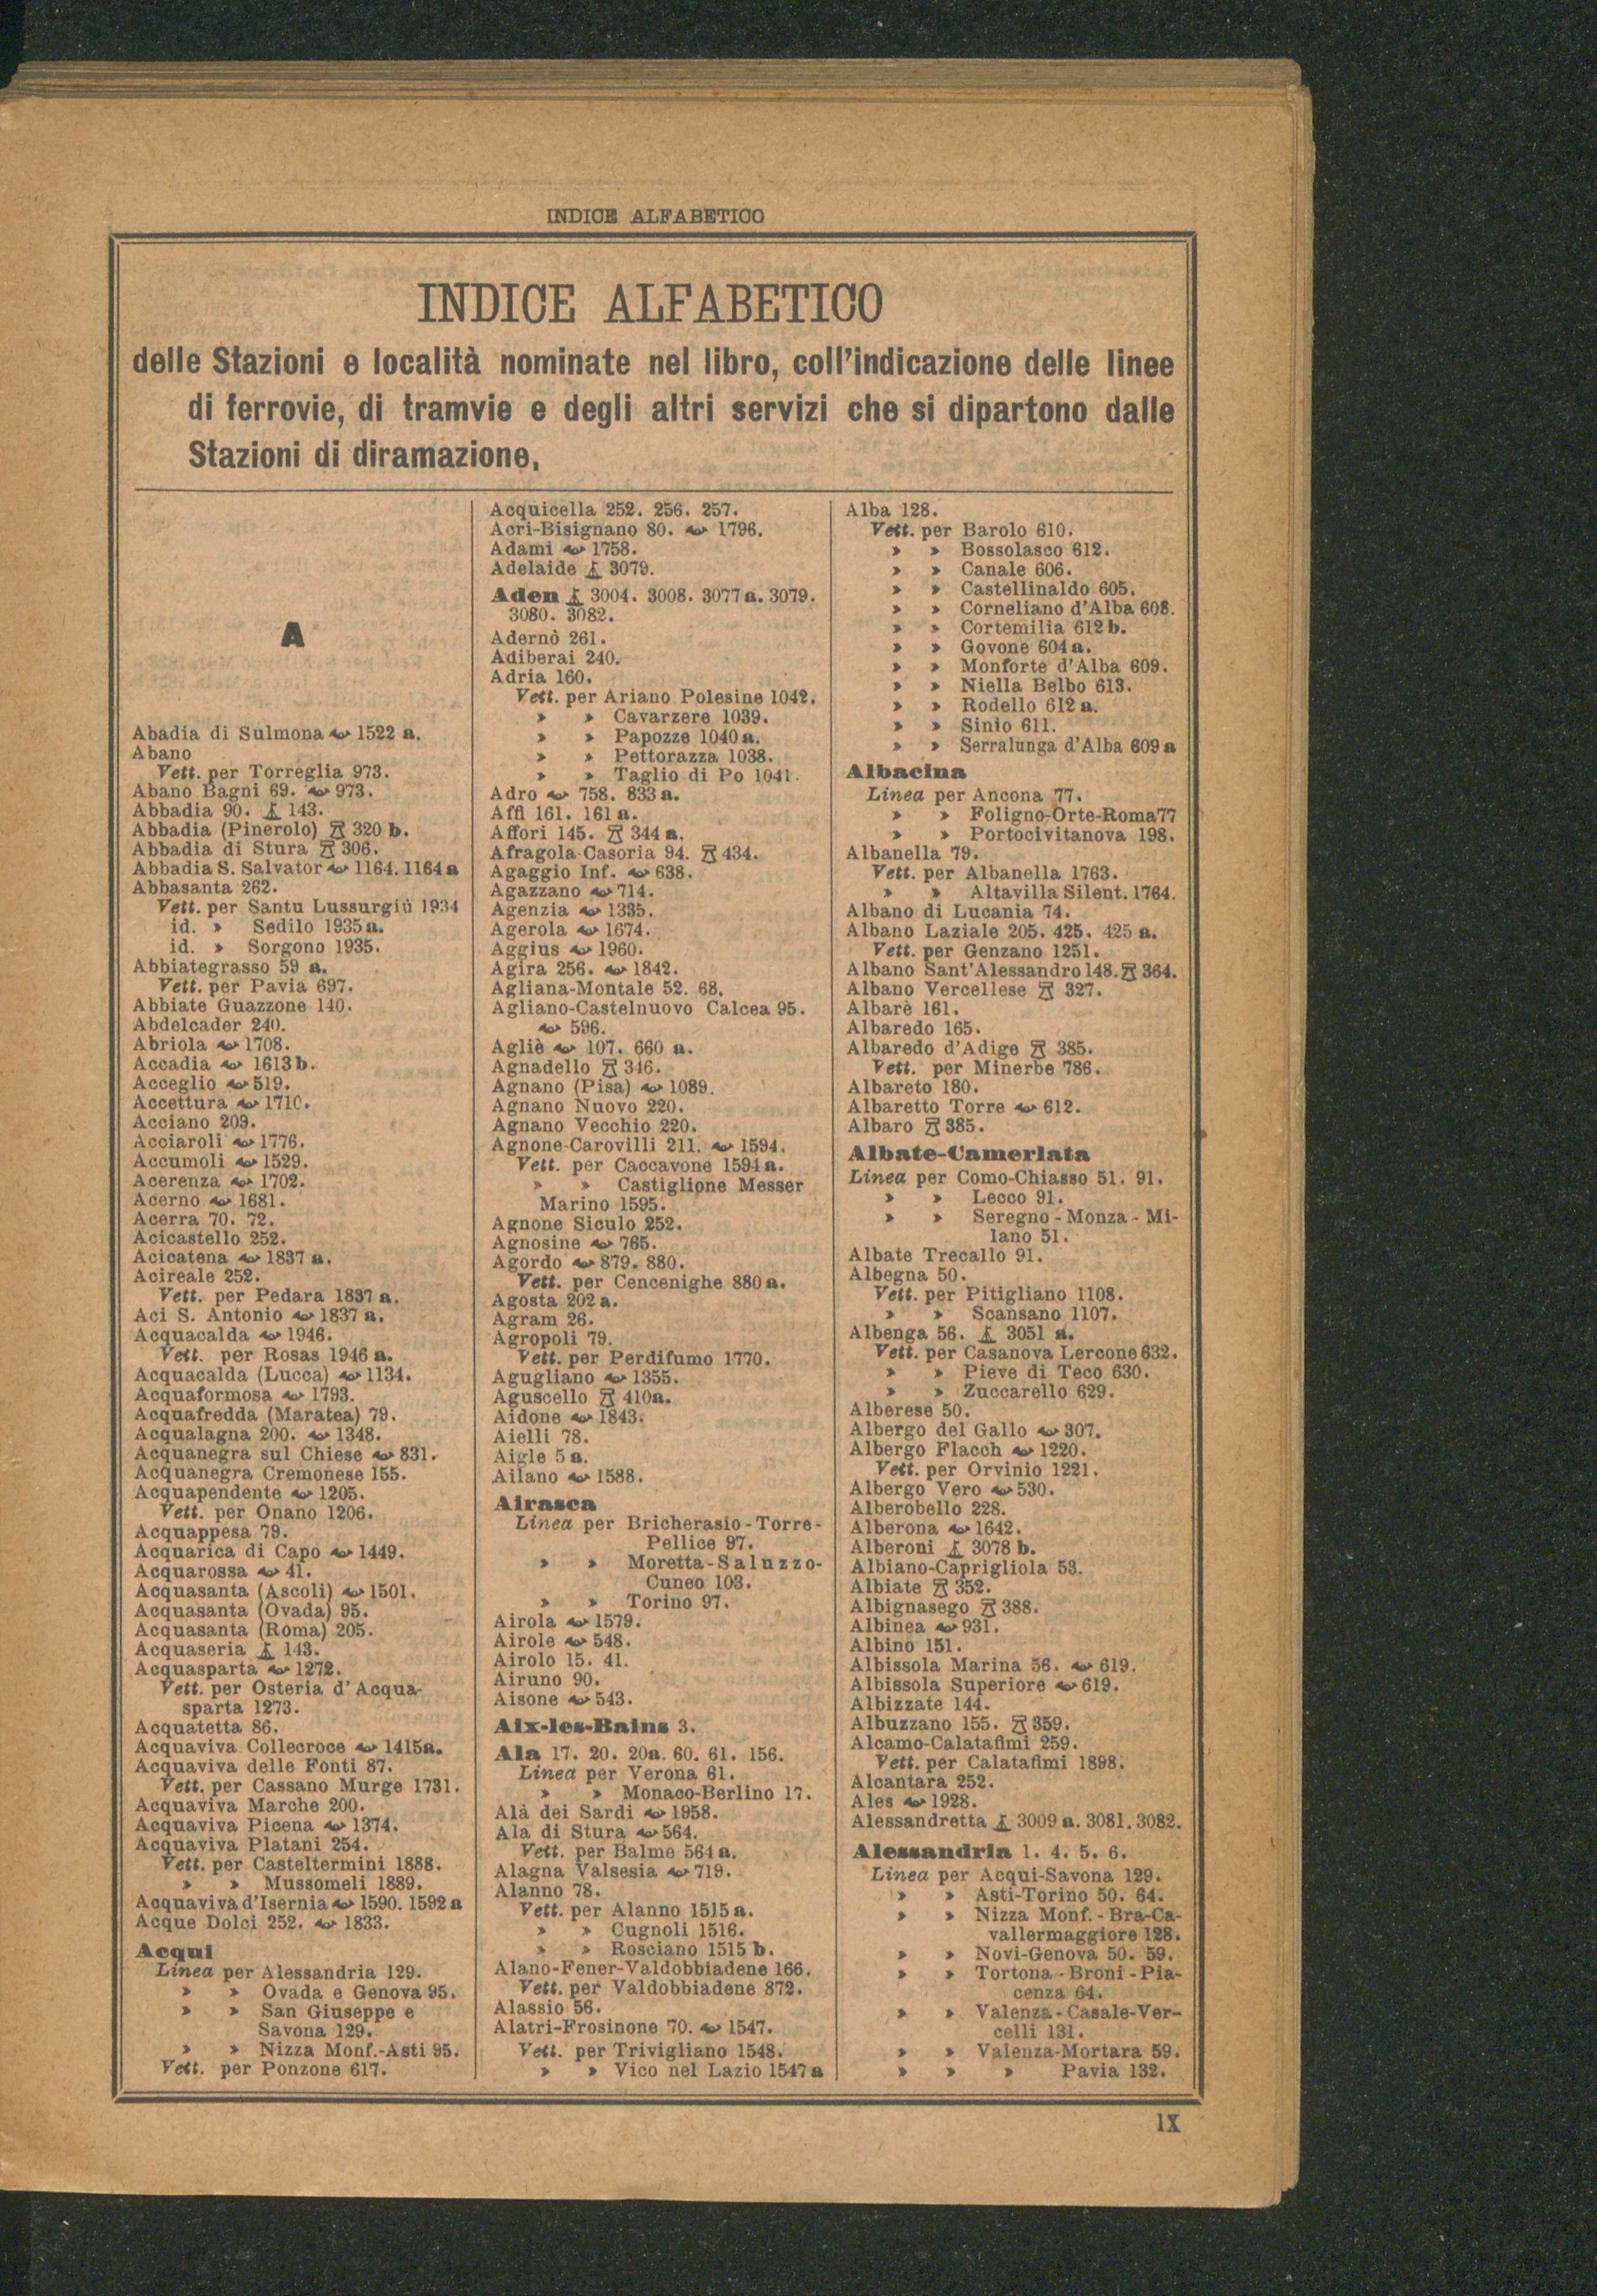 INDICE ALFABETICO
INDICE ALFABETICO
delle Stazioni e località nominate nel libro, coll'indicazione delle linee
di ferrovie, di tramvie e degli altri servizi che si dipartono dalle
Stazioni di diramazione.
A
Abadia di Sulmona 1522 a.
Abano
Vett. per Torreglia 973.
Abano Bagni 69. 973.
Abbadia 90. 143.
Abbadia (Pinerolo) 320 b.
Abbadia di Stura 306.
Abbadia S. Salvator 1164. 1164 a
Abbasanta 262.
Vett. per Santu Lussurgiù 1934
id. » Sedilo 1935 a.
id. » Sorgono 1935.
Abbiategrasso 59 a.
Vett. per Pavia 697.
Abbiate Guazzone 140.
Abdelcader 240.
Abriola 1708.
Accadia 1613 b.
Acceglio 519.
Accettura 1710.
Acciano 209.
Acciaroli 1776.
Accumoli 1529.
Acerenza 1702.
Acerno 1681.
Acerra 70. 72.
Acicastello 252.
Acicatena 1837 a.
Acireale 252.
Vett. per Pedara 1837 a.
Aci S. Antonio 1837 a.
Acquacalda 1946.
Vett. per Rosas 1946 a.
Acquacalda (Lucca) 1134.
Acquaformosa 1793.
Acquafredda (Maratea) 79.
Acqualagna 200. 1348.
Acquanegra sul Chiese 831.
Acquanegra Cremonese 155.
Acquapendente 1205.
Vett. per Onano 1206.
Acquappesa 79.
Acquarica di Capo 1449.
Acquarossa 41.
Acquasanta (Ascoli) 1501.
Acquasanta (Ovada) 95.
Acquasanta (Roma) 205.
Acquaseria 143.
Acquasparta 1272.
Vett. per Osteria d'Acqua-
sparta 1273.
Acquatetta 86.
Acquaviva Collecroce 1415a.
Acquaviva delle Fonti 87.
Vett. per Cassano Murge 1731.
Acquaviva Marche 200.
Acquaviva Picena 1374.
Acquaviva Platani 254.
Vett. per Casteltermini 1888.
» » Mussomeli 1889.
Acquaviva d'Isernia 1590. 1592 a
Acque Dolci 252. 1833.
Acqui
Linea per Alessandria 129.
» » Ovada e Genova 95.
» » San Giuseppe e
Savona 129.
» » Nizza Monf.-Asti 95.
Vett. per Ponzone 617.
Acquicella 252. 256. 257.
Acri-Bisignano 80. 1796.
Adami 1758.
Adelaide 3079.
Aden 3004. 3008. 3077 a. 3079.
3080. 3082.
Adernò 261.
Adiberai 240.
Adria 160.
Vett. per Ariano Polesine 1042.
» » Cavarzere 1039.
» » Papozze 1040 a.
» » Pettorazza 1038.
» » Taglio di Po 1041.
Adro 758. 833 a.
Affi 161. 161 a.
Affori 145. 344 a.
Afragola-Casoria 94. 434.
Agaggio Inf. 638.
Agazzano 714.
Agenzia 1335.
Agerola 1674.
Aggius 1960.
Agira 256. 1842.
Agliana-Montale 52. 68.
Agliano-Castelnuovo Calcea 95.
596.
Agliè 107. 660 a.
Agnadello 346.
Agnano (Pisa) 1089.
Agnano Nuovo 220.
Agnano Vecchio 220.
Agnone-Carovilli 211. 1594.
Vett. per Caccavone 1594 a.
» » Castiglione Messer
Marino 1595.
Agnone Siculo 252.
Agnosine 765.
Agordo 879. 880.
Vett. per Cencenighe 880 a.
Agosta 202 a.
Agram 26.
Agropoli 79.
Vett. per Perdifumo 1770.
Agugliano 1355.
Aguscello 410a.
Aidone 1843.
Aielli 78.
Aigle 5 a.
Ailano 1588.
Airasca
Linea per Bricherasio-Torre-
Pellice 97.
» » Moretta-Saluzzo-
Cuneo 103.
» » Torino 97.
Airola 1579.
Airole 548.
Airolo 15. 41.
Airuno 90.
Aisone 543.
Aix-les-Bains 3.
Ala 17. 20. 20a. 60. 61. 156.
Linea per Verona 61.
» » Monaco-Berlino 17.
Alà dei Sardi 1958.
Ala di Stura 564.
Vett. per Balme 564 a.
Alagna Valsesia 719.
Alanno 78.
Vett. per Alanno 1515 a.
» » Cugnoli 1516.
» » Rosciano 1515 b.
Alano-Fener-Valdobbiadene 166.
Vett. per Valdobbiadene 872.
Alassio 56.
Alatri-Frosinone 70. 1547.
Vett. per Trivigliano 1548.
» » Vico nel Lazio 1547 a
Alba 128.
Vett. per Barolo 610.
» » Bossolasco 612.
» » Canale 606.
» » Castellinaldo 605.
» » Corneliano d'Alba 608.
» » Cortemilia 612 b.
» » Govone 604 a.
» » Monforte d'Alba 609.
» » Niella Belbo 613.
» » Rodello 612 a.
» » Sinio 611.
» » Serralunga d'Alba 609 a
Albacina
Linea per Ancona 77.
» » Foligno-Orte-Roma77
» » Portocivitanova 198.
Albanella 79.
Vett. per Albanella 1763.
» » Altavilla Silent. 1764.
Albano di Lucania 74.
Albano Laziale 205. 425. 425 a.
Vett. per Genzano 1251.
Albano Sant'Alessandro 148. 364.
Albano Vercellese 327.
Albarè 161.
Albaredo 165.
Albaredo d'Adige 385.
Vett. per Minerbe 786.
Albareto 180.
Albaretto Torre 612.
Albaro 385.
Albate-Camerlata
Linea per Como-Chiasso 51. 91.
» » Lecco 91.
» » Seregno-Monza-Mi-
lano 51.
Albate Trecallo 91.
Albegna 50.
Vett. per Pitigliano 1108.
» » Scansano 1107.
Albenga 56. 3051 a.
Vett. per Casanova Lercone 632.
» » Pieve di Teco 630.
» » Zuccarello 629.
Alberese 50.
Albergo del Gallo 307.
Albergo Flacch 1220.
Vett. per Orvinio 1221.
Albergo Vero 530.
Alberobello 228.
Alberona 1642.
Alberoni 3078 b.
Albiano-Caprigliola 53.
Albiate 352.
Albignasego 388.
Albinea 931.
Albino 151.
Albissola Marina 56. 619.
Albissola Superiore 619.
Albizzate 144.
Albuzzano 155. 359.
Alcamo-Calatafimi 259.
Vett. per Calatafimi 1898.
Alcantara 252.
Ales 1928.
Alessandretta 3009 a. 3081. 3082.
Alessandria 1. 4. 5. 6.
Linea per Acqui-Savona 129.
» » Asti-Torino 50. 64.
» » Nizza Monf.-Bra-Ca-
vallermaggiore 128.
» » Novi-Genova 50. 59.
» » Tortona-Broni-Pia-
cenza 64.
» » Valenza-Casale-Ver-
celli 131.
» » Valenza-Mortara 59.
» » » Pavia 132.
IX